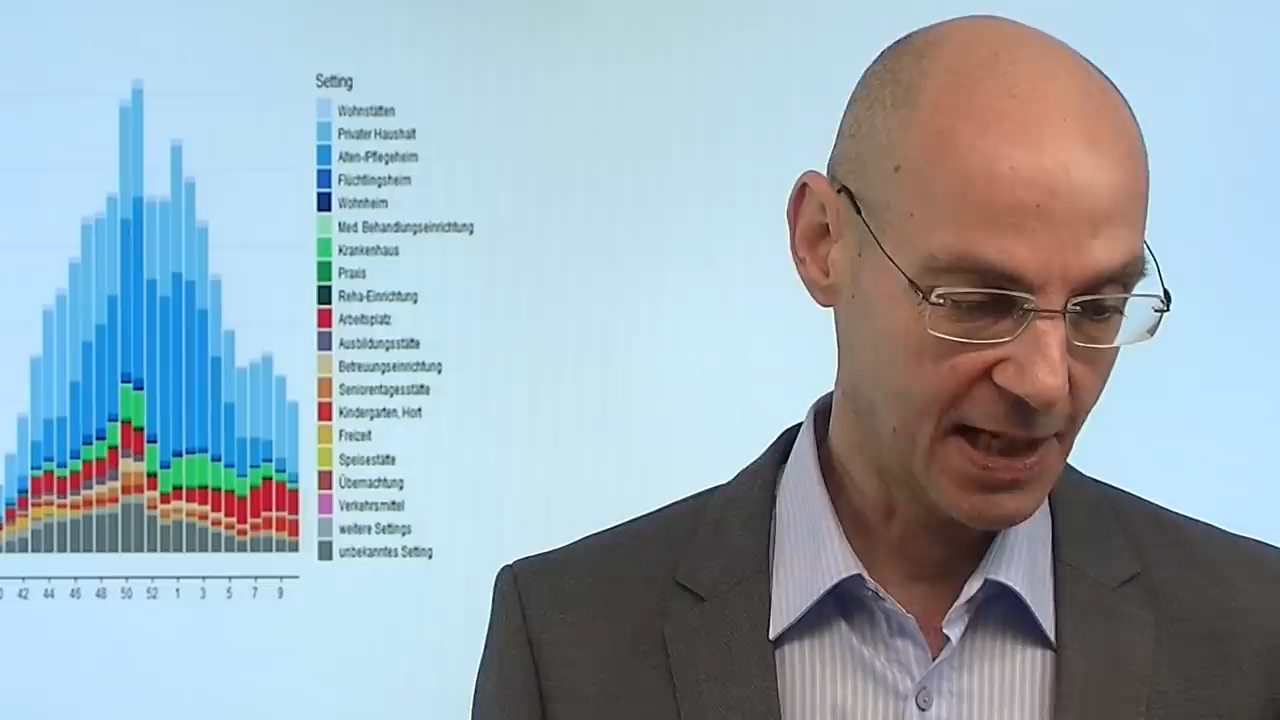 Setting
Wohnstätten
Privater Haushalt
Alten-/Pflegeheim
Flüchtlingsheim
Wohnheim
Med. Behandlungseinrichtung
Krankenhaus
Praxis
Reha-Einrichtung
Arbeitsplatz
Ausbildungsstätte
Betreuungseinrichtung
Seniorentagesstätte
Kindergarten, Hort
Freizeit
Speisestätte
Übernachtung
Verkehrsmittel
weitere Settings
unbekanntes Setting
0 42 44 46 48 50 52 1 3 5 7 9